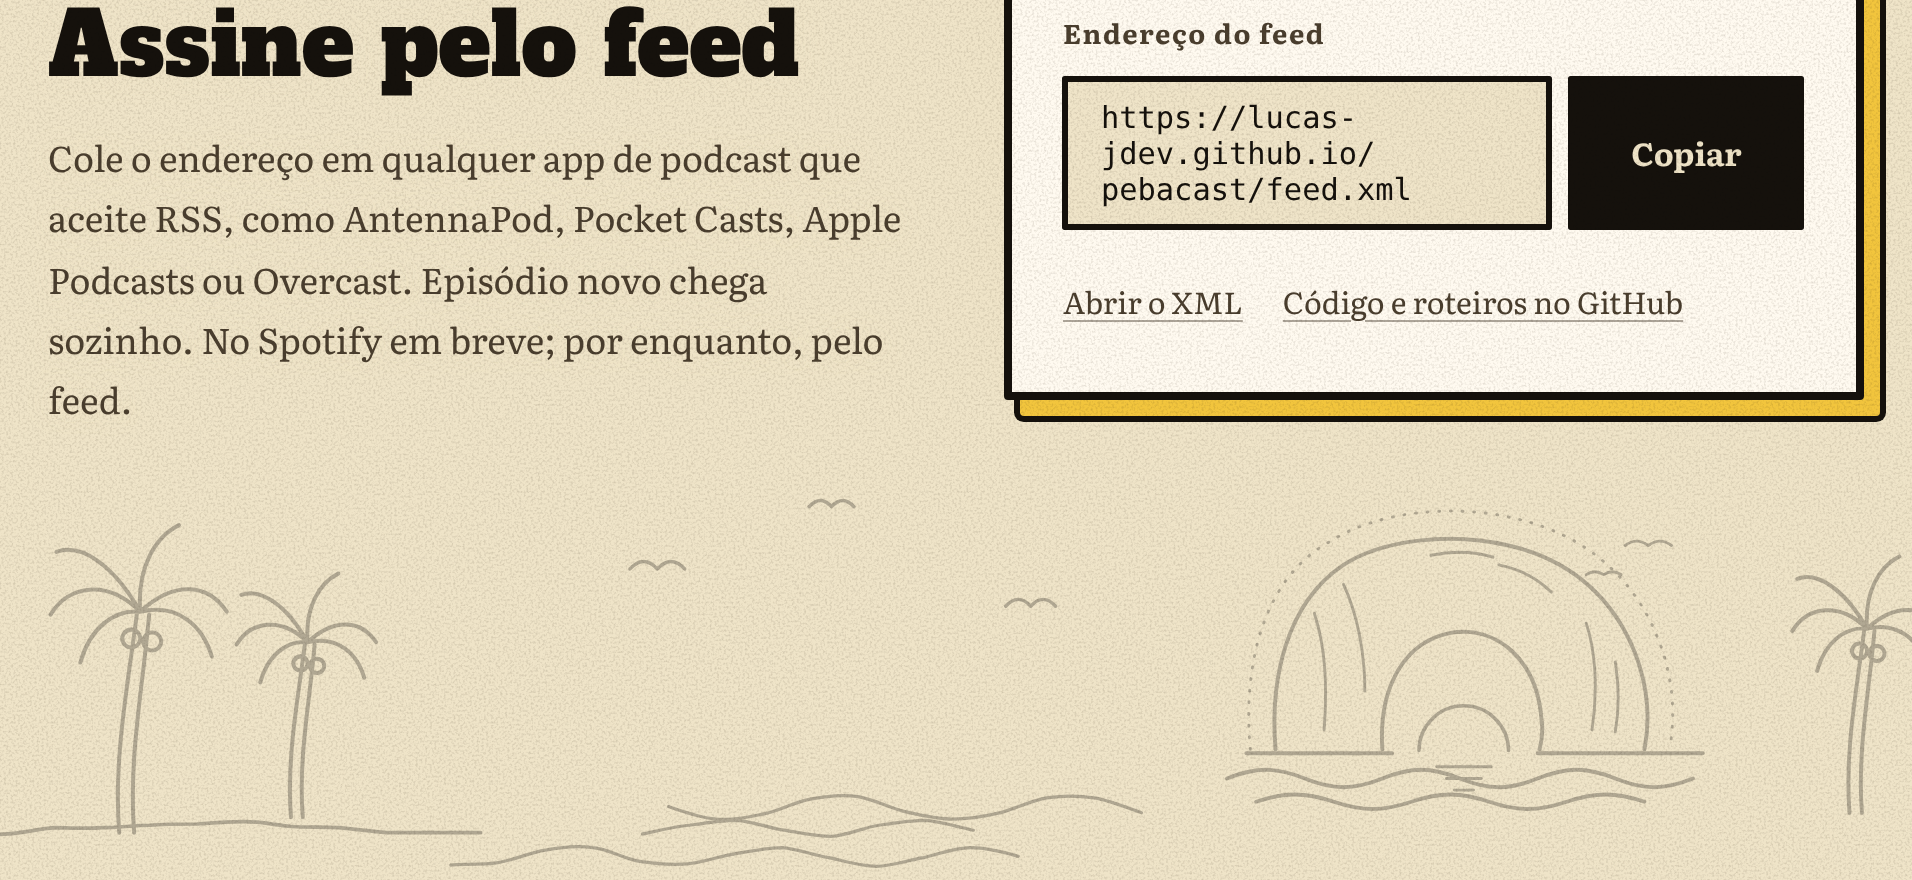 Assine pelo feed
Cole o endereço em qualquer app de podcast que
aceite RSS, como AntennaPod, Pocket Casts, Apple
Podcasts ou Overcast. Episódio novo chega
sozinho. No Spotify em breve; por enquanto, pelo
feed.
Endereço do feed
https://lucas-
jdev.github.io/
pebacast/feed.xml
Copiar
Abrir o XML
Código e roteiros no GitHub